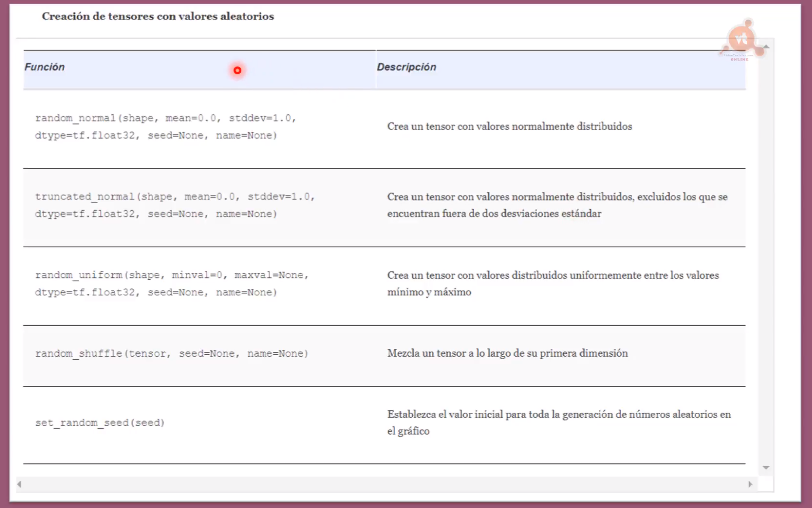 Creación de tensores con valores aleatorios
vt
Función
Descripción
random_normal(shape, mean=0.0, stddev=1.0,
dtype=tf.float32, seed=None, name=None)
Crea un tensor con valores normalmente distribuidos
truncated_normal(shape, mean=0.0, stddev=1.0,
dtype=tf.float32, seed=None, name=None)
Crea un tensor con valores normalmente distribuidos, excluidos los que se
encuentran fuera de dos desviaciones estándar
random_uniform(shape, minval=0, maxval=None,
dtype=tf.float32, seed=None, name=None)
Crea un tensor con valores distribuidos uniformemente entre los valores
mínimo y máximo
random_shuffle(tensor, seed=None, name=None)
Mezcla un tensor a lo largo de su primera dimensión
set_random_seed(seed)
Establezca el valor inicial para toda la generación de números aleatorios en
el gráfico